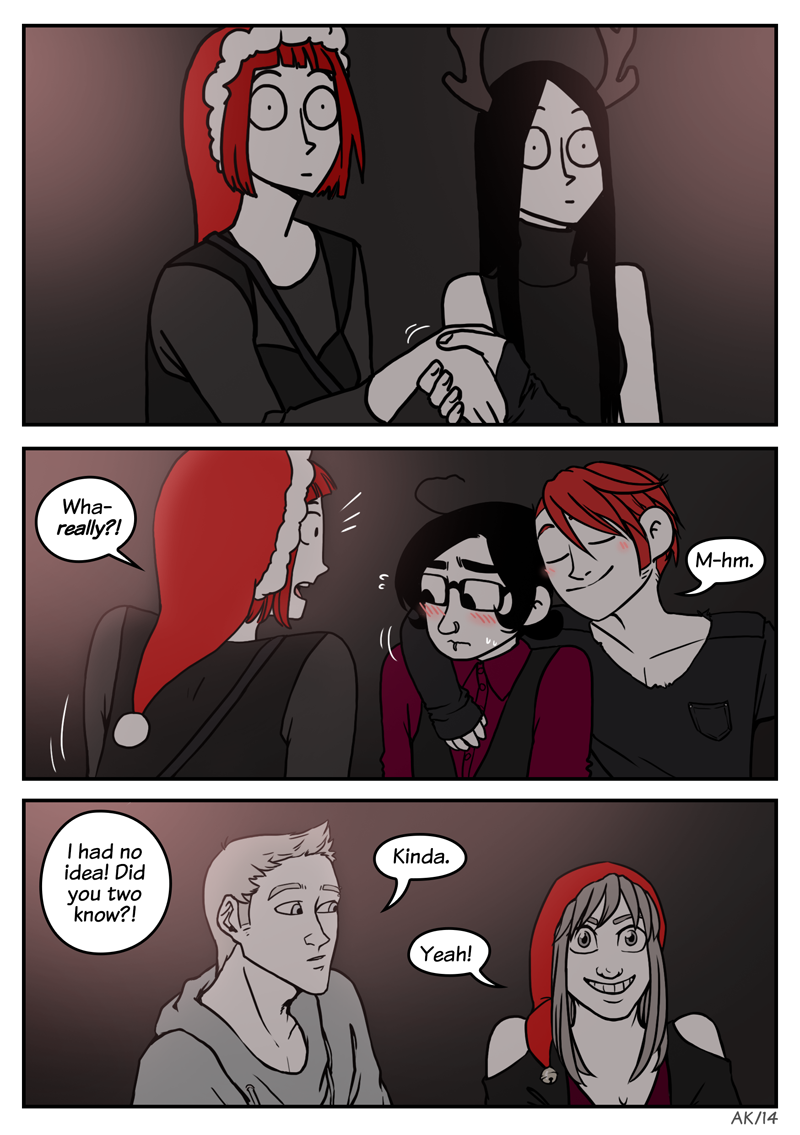 Wha-
really?!
M-hm.
I had no
idea! Did
you two
know?!
Kinda.
Yeah!
AK/14